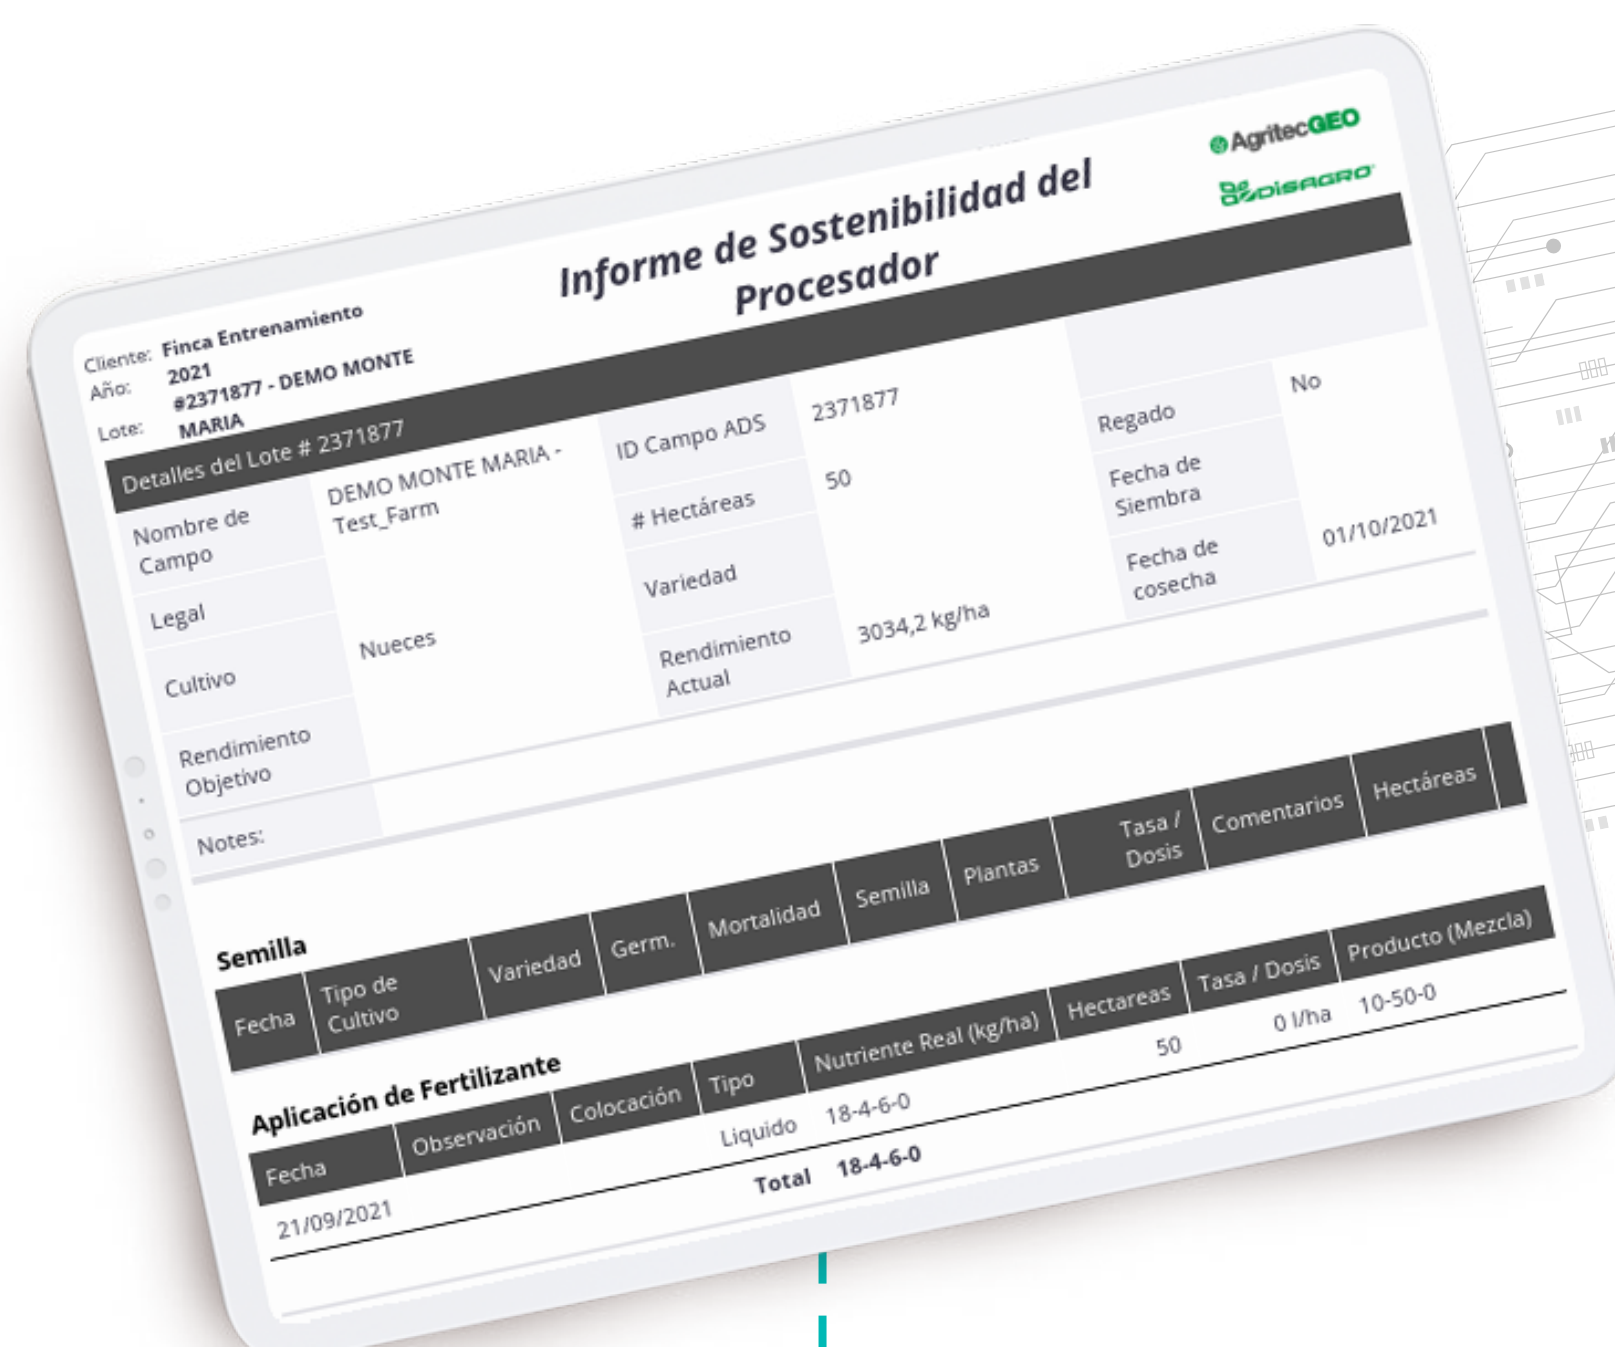 AgritecGEO
DISAGRO
Informe de Sostenibilidad del
Procesador
Cliente: Finca Entrenamiento
Año: 2021
Lote: #2371877 - DEMO MONTE
MARIA
Detalles del Lote # 2371877
Nombre de
Campo
DEMO MONTE MARIA -
Test_Farm
ID Campo ADS
2371877
Legal
# Hectáreas
50
Regado
No
Cultivo
Nueces
Variedad
Fecha de
Siembra
Rendimiento
Objetivo
Rendimiento
Actual
3034,2 kg/ha
Fecha de
cosecha
01/10/2021
Notes:
Semilla
Fecha
Tipo de
Cultivo
Variedad
Germ.
Mortalidad
Semilla
Plantas
Tasa /
Dosis
Comentarios
Hectáreas
Aplicación de Fertilizante
Fecha Observación Colocación Tipo Nutriente Real (kg/ha) Hectareas Tasa / Dosis Producto (Mezcla)
21/09/2021 Liquido 18-4-6-0 50 0 l/ha 10-50-0
Total 18-4-6-0